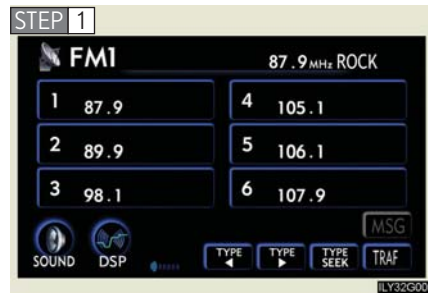 STEP 1
FM1 87.9 MHz ROCK
1 87.9
2 89.9
3 98.1
4 105.1
5 106.1
6 107.9
MSG
SOUND DSP TYPE TYPE TYPE SEEK TRAF
ILY32G00